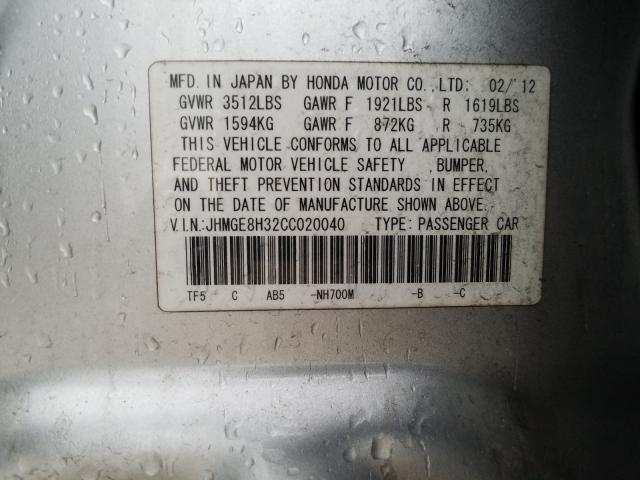 MFD. IN JAPAN BY HONDA MOTOR CO.,LTD: 02/'12
GVWR 3512LBS GAWR F 1921LBS R 1619LBS
GVWR 1594KG GAWR F 872KG R 735KG
THIS VEHICLE CONFORMS TO ALL APPLICABLE
FEDERAL MOTOR VEHICLE SAFETY ,BUMPER,
AND THEFT PREVENTION STANDARDS IN EFFECT
ON THE DATE OF MANUFACTURE SHOWN ABOVE.
V.I.N:JHMGE8H32CC020040 TYPE: PASSENGER CAR
TF5 C AB5 -NH700M -B -C